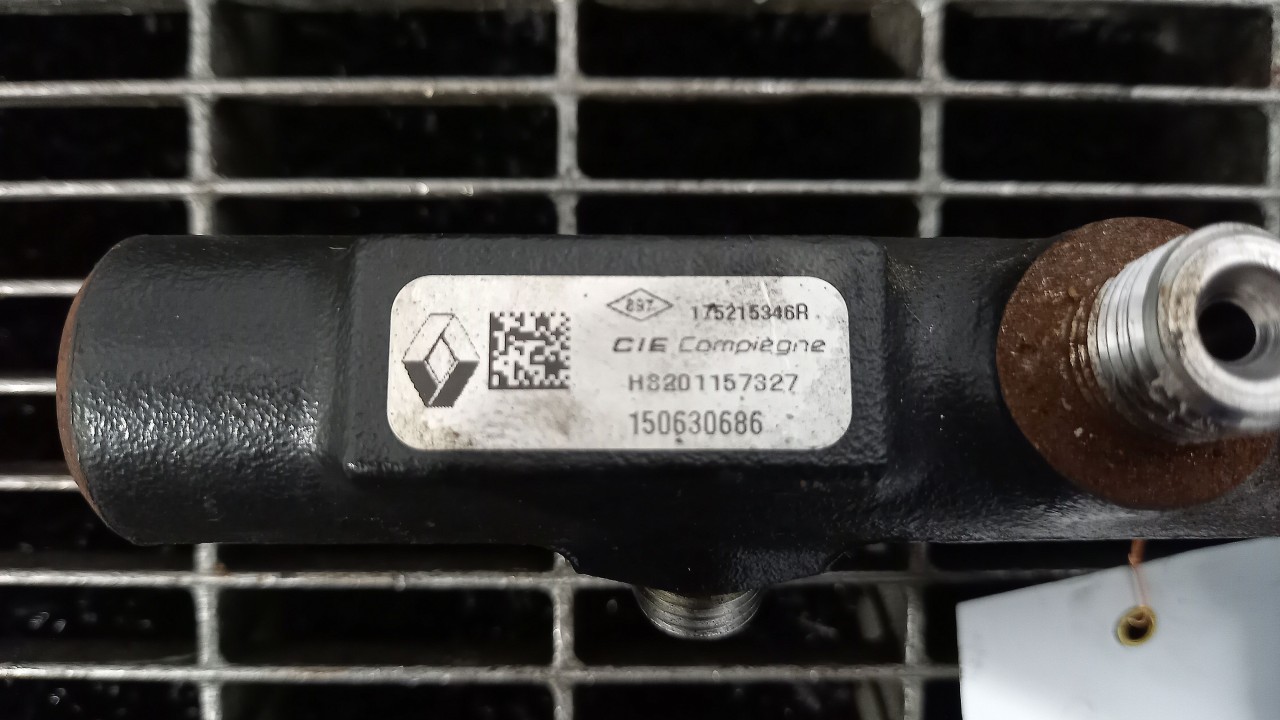 897
175215346R
CIE Compiègne
H8201157327
150630686